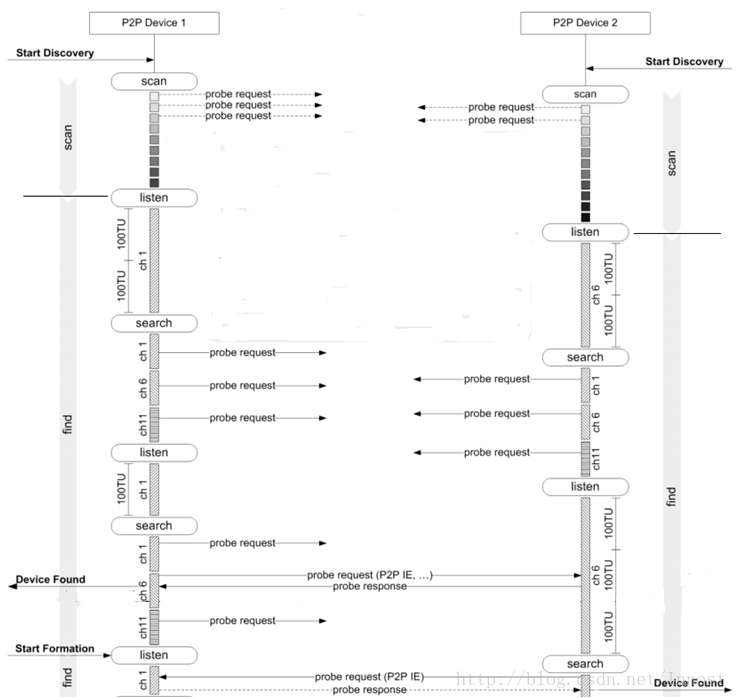 P2P Device 1
P2P Device 2
Start Discovery
Start Discovery
scan
scan
probe request
probe request
probe request
probe request
probe request
scan
scan
listen
listen
100TU
100TU
ch 1
100TU
100TU
ch 6
search
search
ch 1
probe request
ch 6
probe request
ch11
probe request
probe request
ch 1
probe request
ch 6
probe request
ch11
find
find
listen
listen
100TU
ch 1
100TU
100TU
100TU
ch 6
search
ch 1
probe request
probe request (P2P IE, ...)
Device Found
probe response
ch 6
ch11
probe request
Start Formation
listen
search
find
ch 1
probe request (P2P IE)
probe response
Device Found